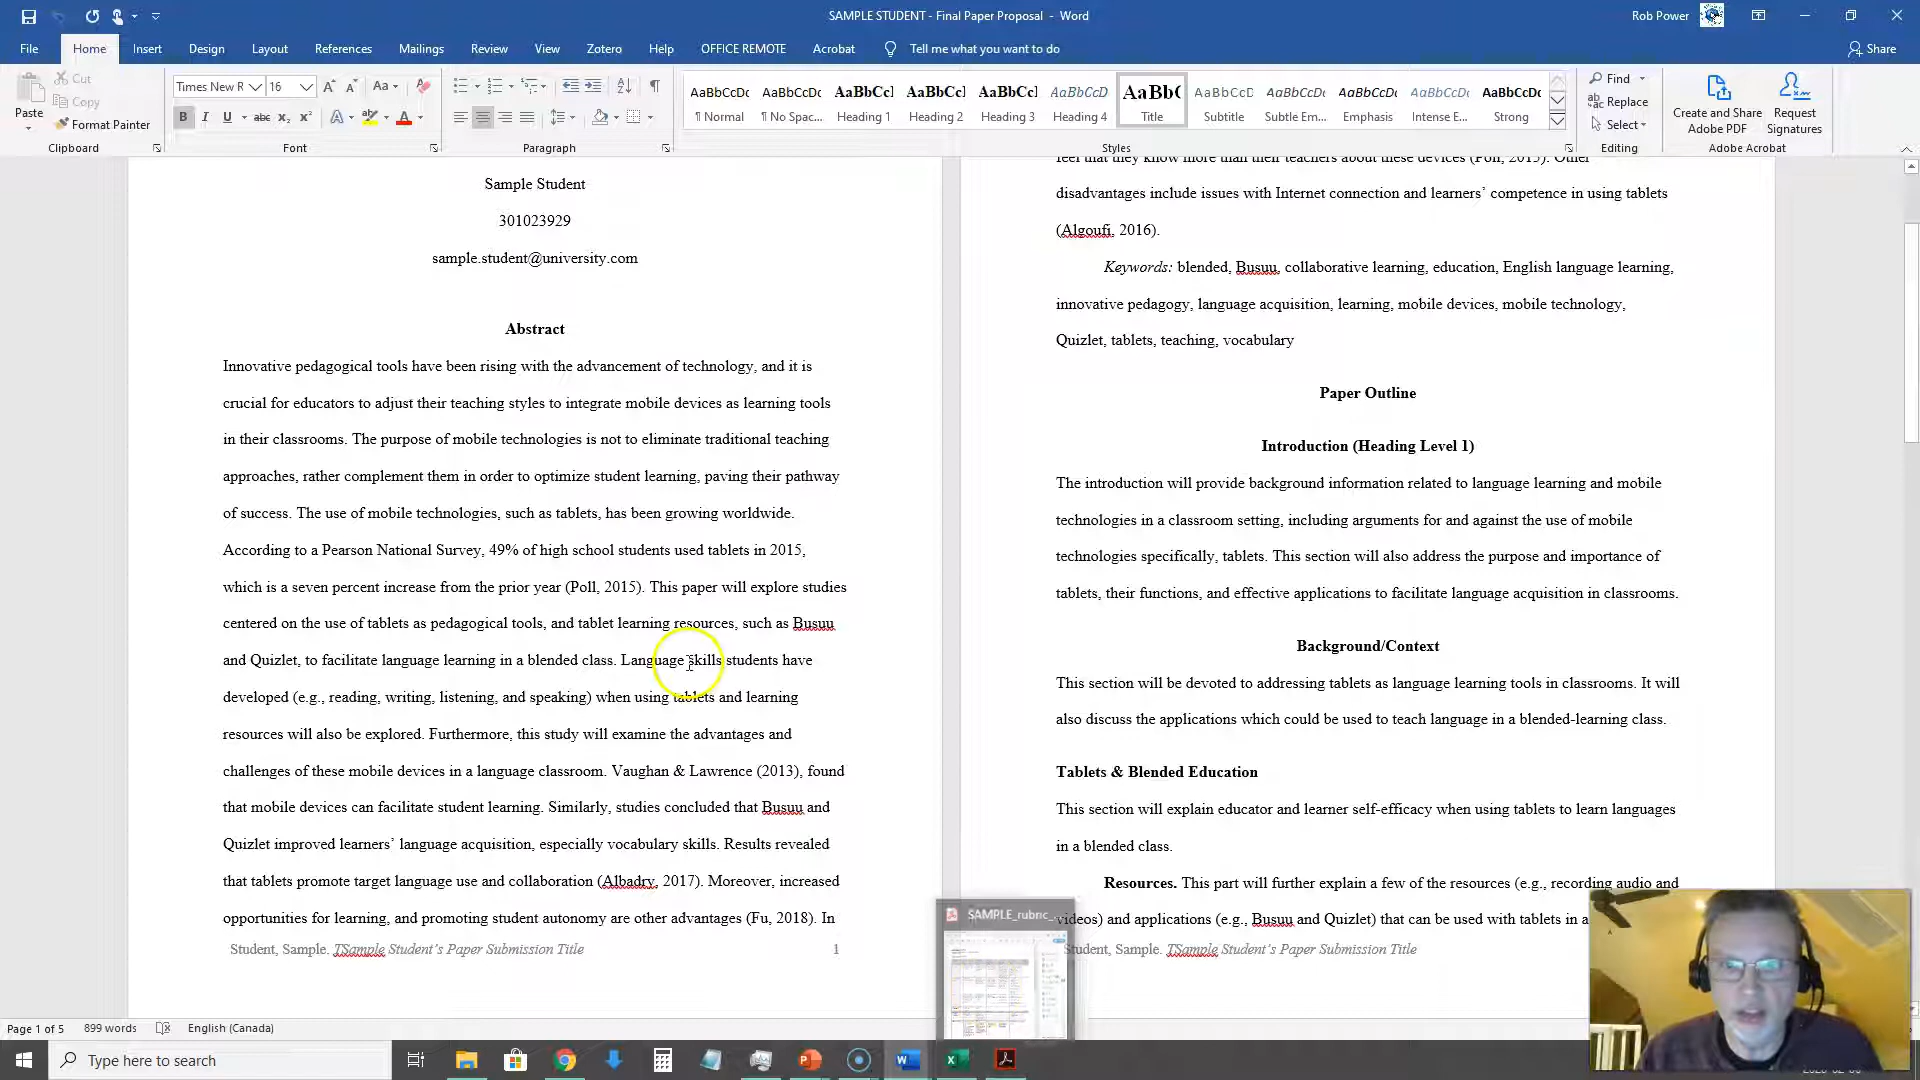 SAMPLE STUDENT - Final Paper Proposal - Word
Rob Power
File Home Insert Design Layout References Mailings Review View Zotero Help OFFICE REMOTE Acrobat Tell me what you want to do Share
Paste
Cut
Copy
Format Painter
Clipboard
Times New R 16
Aa
B I U abc x₂ x²
Font
Paragraph
AaBbCcDc AaBbCcDc AaBbCc AaBbCcl AaBbCcl AaBbCcD AaBb( AaBbCcD AaBbCcDc AaBbCcDc AaBbCcDc AaBbCcDc
¶ Normal ¶ No Spac... Heading 1 Heading 2 Heading 3 Heading 4 Title Subtitle Subtle Em... Emphasis Intense E... Strong
Styles
Find
Replace
Select
Editing
Create and Share Adobe PDF
Request Signatures
Adobe Acrobat
Sample Student
301023929
sample.student@university.com
Abstract
Innovative pedagogical tools have been rising with the advancement of technology, and it is
crucial for educators to adjust their teaching styles to integrate mobile devices as learning tools
in their classrooms. The purpose of mobile technologies is not to eliminate traditional teaching
approaches, rather complement them in order to optimize student learning, paving their pathway
of success. The use of mobile technologies, such as tablets, has been growing worldwide.
According to a Pearson National Survey, 49% of high school students used tablets in 2015,
which is a seven percent increase from the prior year (Poll, 2015). This paper will explore studies
centered on the use of tablets as pedagogical tools, and tablet learning resources, such as Busuu
and Quizlet, to facilitate language learning in a blended class. Language skills students have
developed (e.g., reading, writing, listening, and speaking) when using tablets and learning
resources will also be explored. Furthermore, this study will examine the advantages and
challenges of these mobile devices in a language classroom. Vaughan & Lawrence (2013), found
that mobile devices can facilitate student learning. Similarly, studies concluded that Busuu and
Quizlet improved learners' language acquisition, especially vocabulary skills. Results revealed
that tablets promote target language use and collaboration (Albadry, 2017). Moreover, increased
opportunities for learning, and promoting student autonomy are other advantages (Fu, 2018). In
Student, Sample. TSample Student's Paper Submission Title 1
feel that they know more than their teachers about these devices (Poll, 2015). Other
disadvantages include issues with Internet connection and learners' competence in using tablets
(Algoufi, 2016).
Keywords: blended, Busuu, collaborative learning, education, English language learning,
innovative pedagogy, language acquisition, learning, mobile devices, mobile technology,
Quizlet, tablets, teaching, vocabulary
Paper Outline
Introduction (Heading Level 1)
The introduction will provide background information related to language learning and mobile
technologies in a classroom setting, including arguments for and against the use of mobile
technologies specifically, tablets. This section will also address the purpose and importance of
tablets, their functions, and effective applications to facilitate language acquisition in classrooms.
Background/Context
This section will be devoted to addressing tablets as language learning tools in classrooms. It will
also discuss the applications which could be used to teach language in a blended-learning class.
Tablets & Blended Education
This section will explain educator and learner self-efficacy when using tablets to learn languages
in a blended class.
Resources. This part will further explain a few of the resources (e.g., recording audio and
videos) and applications (e.g., Busuu and Quizlet) that can be used with tablets in a
Student, Sample. TSample Student's Paper Submission Title
SAMPLE_rubric_...
Page 1 of 5 899 words English (Canada)
Type here to search